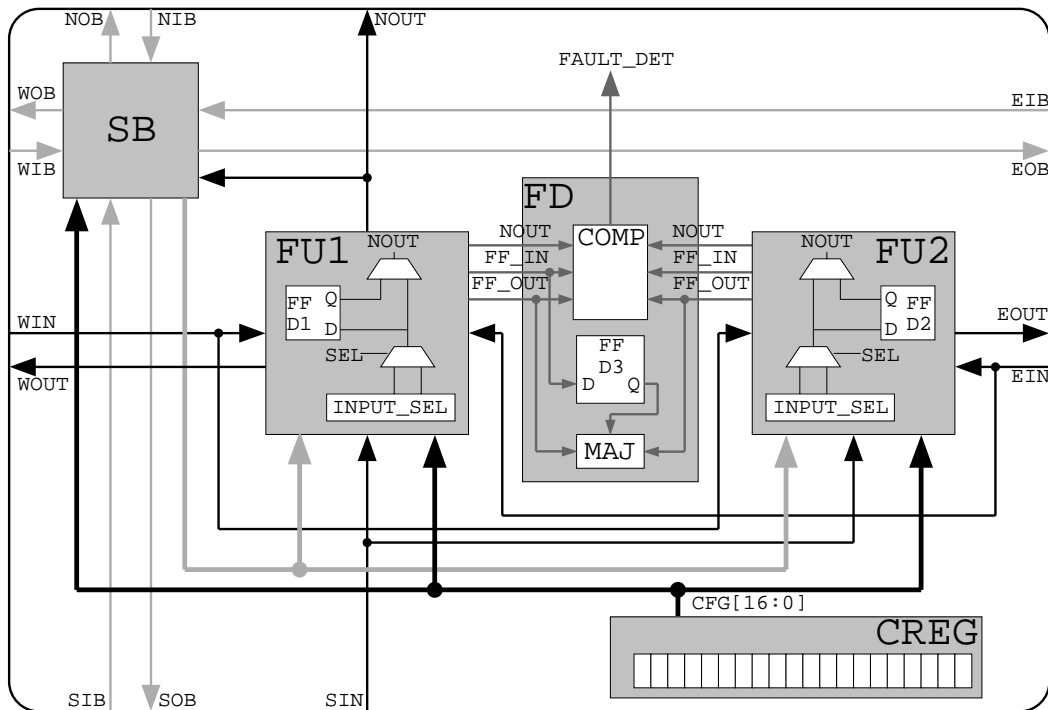 NOB
NIB
NOUT
FAULT_DET
WOB
EIB
SB
WIB
EOB
FD
NOUT
COMP
NOUT
FU1
NOUT
FF_IN
FF_IN
NOUT
FU2
FF_OUT
FF_OUT
FF
D1
Q
D
Q
D
FF
D2
WIN
EOUT
FF
D3
D
Q
SEL
SEL
WOUT
EIN
INPUT_SEL
INPUT_SEL
MAJ
CFG[16:0]
CREG
SIB
SOB
SIN